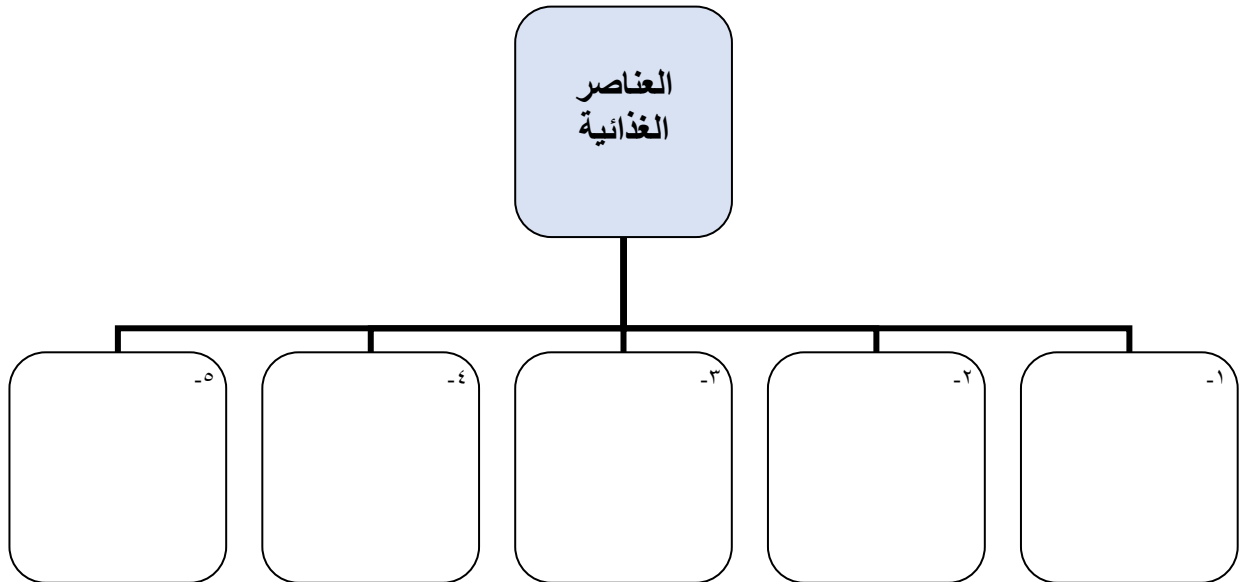 العناصر
الغذائية
١-
٢-
٣-
٤-
٥-